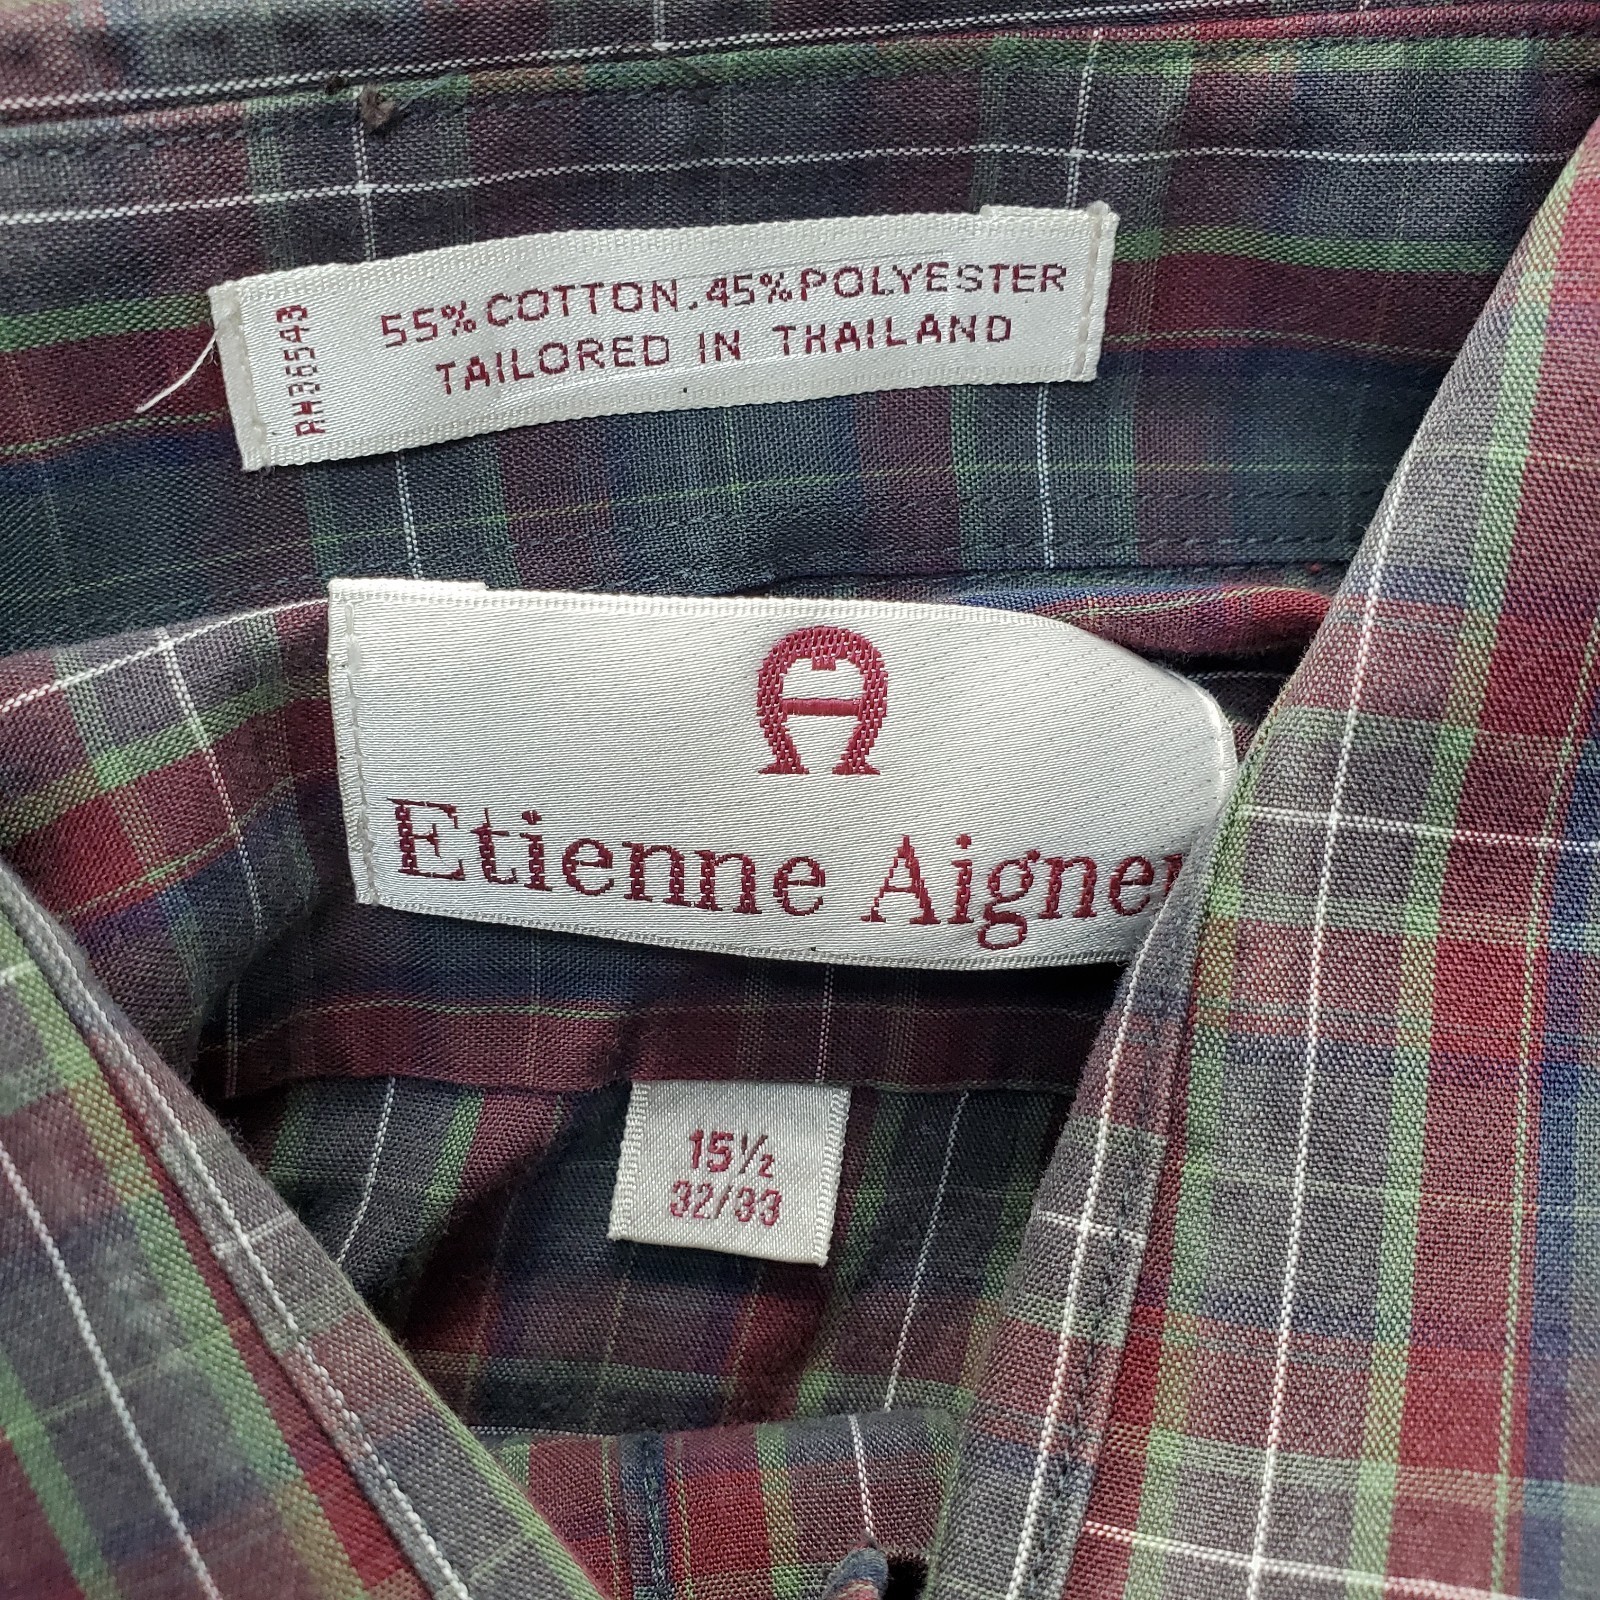 RN36543
55% COTTON. 45% POLYESTER
TAILORED IN THAILAND
A
Etienne Aigner
15½
32/33